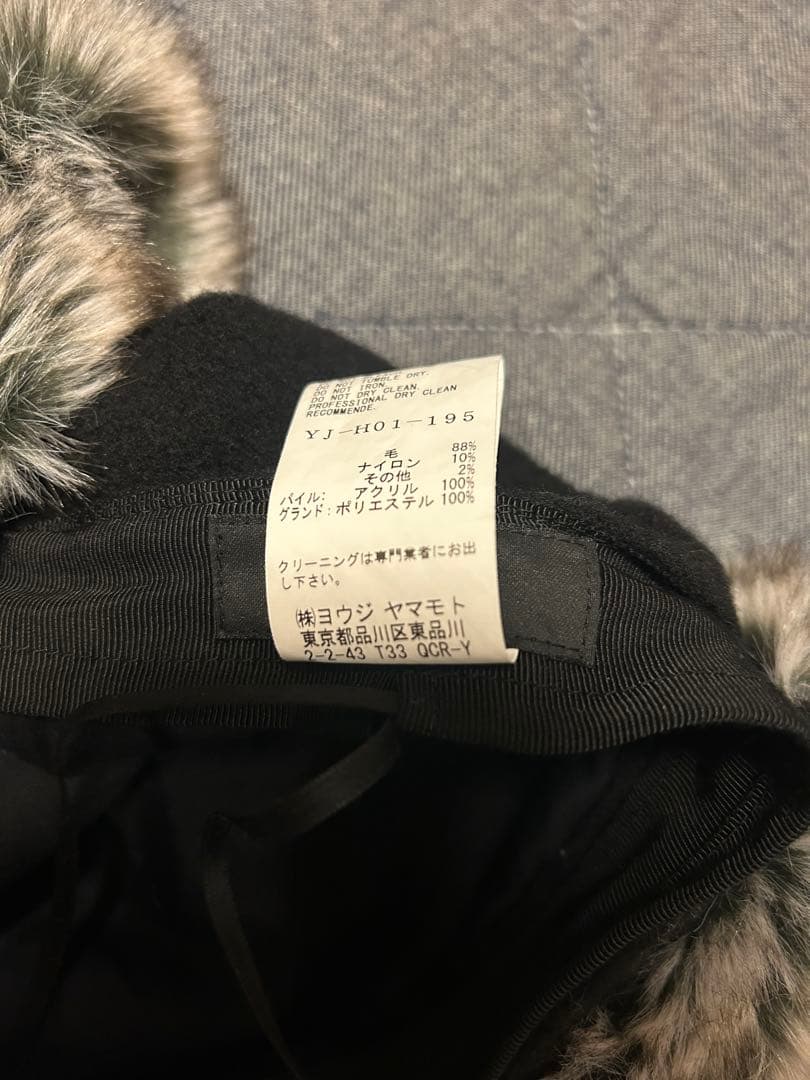 DO NOT TUMBLE DRY.
DO NOT IRON.
DO NOT DRY CLEAN.
PROFESSIONAL DRY CLEAN
RECOMMENDE.
YJ-H01-195
毛 88%
ナイロン 10%
その他 2%
パイル: アクリル 100%
グランド: ポリエステル 100%
クリーニングは専門業者にお出
し下さい。
㈱ヨウジ ヤマモト
東京都品川区東品川
2-2-43 T33 QCR-Y